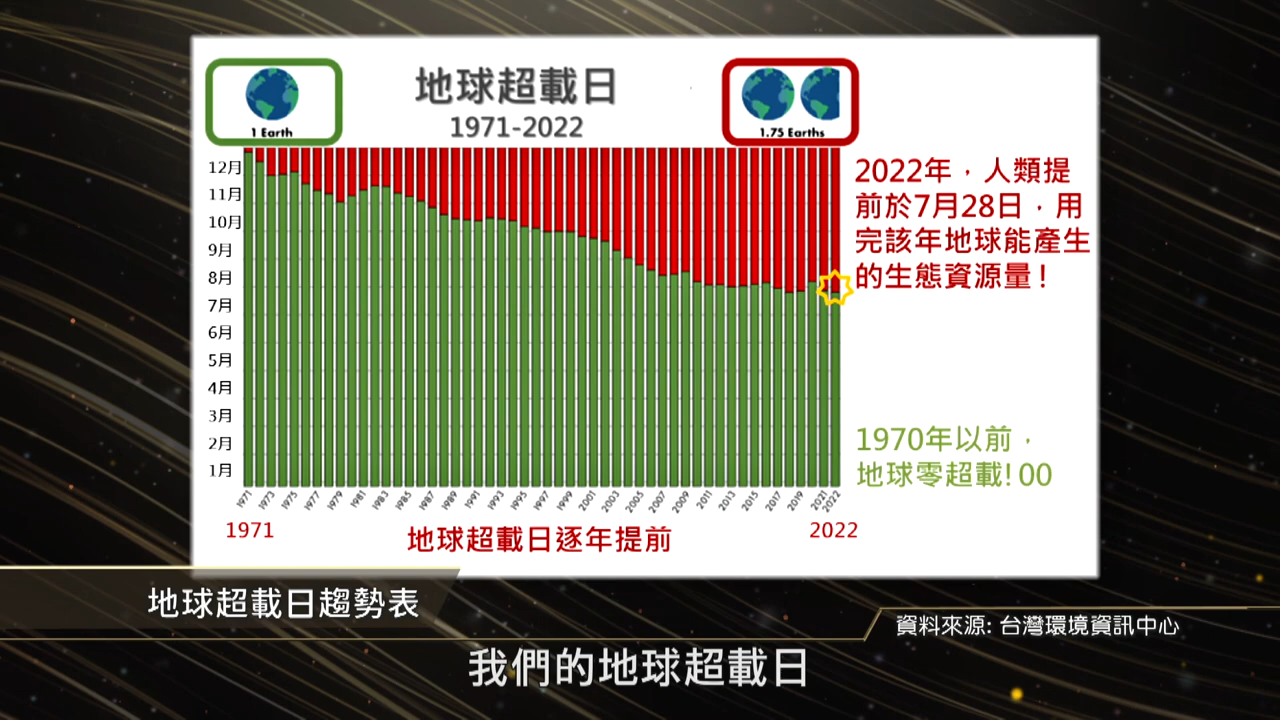 地球超載日
1971-2022
1 Earth
1.75 Earths
12月
11月
10月
9月
8月
7月
6月
5月
4月
3月
2月
1月
2022年，人類提
前於7月28日，用
完該年地球能產生
的生態資源量！
1970年以前，
地球零超載!00
1971 1973 1975 1977 1979 1981 1983 1985 1987 1989 1991 1993 1995 1997 1999 2001 2003 2005 2007 2009 2011 2013 2015 2017 2019 2021 2022
1971
2022
地球超載日逐年提前
地球超載日趨勢表
資料來源: 台灣環境資訊中心
我們的地球超載日